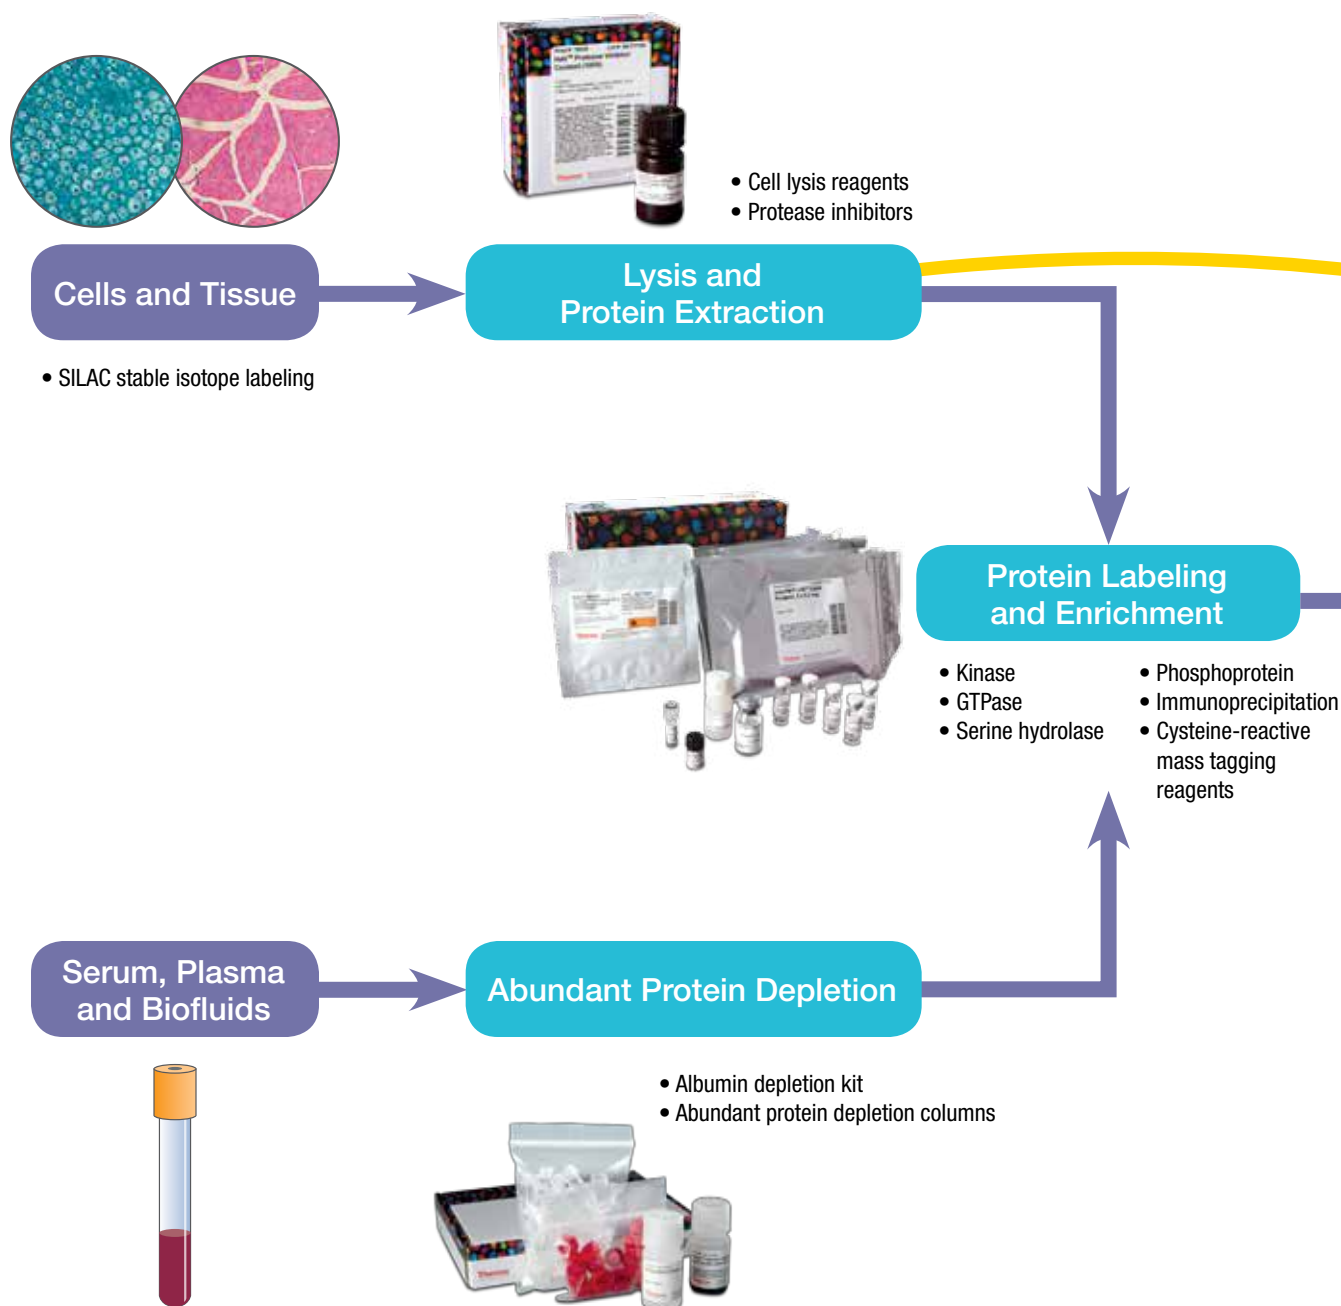 Protease Inhibitor
• Cell lysis reagents
• Protease inhibitors
Cells and Tissue
Lysis and
Protein Extraction
• SILAC stable isotope labeling
Protein Labeling
and Enrichment
• Kinase
• GTPase
• Serine hydrolase
• Phosphoprotein
• Immunoprecipitation
• Cysteine-reactive
mass tagging
reagents
Serum, Plasma
and Biofluids
Abundant Protein Depletion
• Albumin depletion kit
• Abundant protein depletion columns